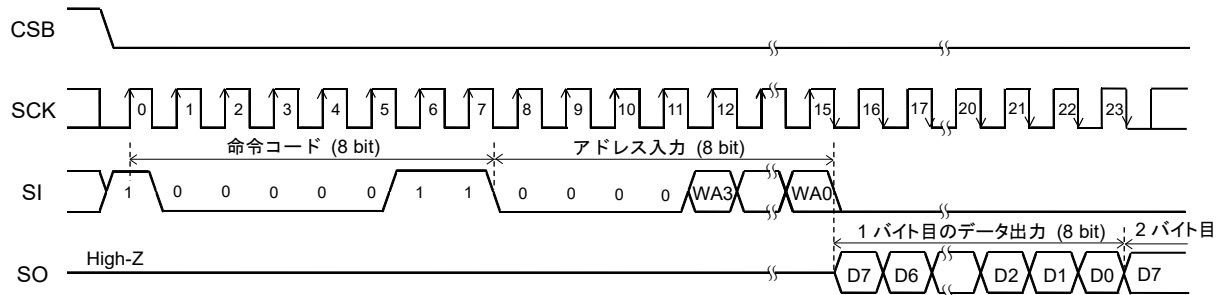 CSB
SCK 0 1 2 3 4 5 6 7 8 9 10 11 12 15 16 17 20 21 22 23
命令コード (8 bit) アドレス入力 (8 bit)
SI 1 0 0 0 0 0 1 1 0 0 0 0 WA3 WA0
1 バイト目のデータ出力 (8 bit) 2 バイト目
High-Z
SO D7 D6 D2 D1 D0 D7